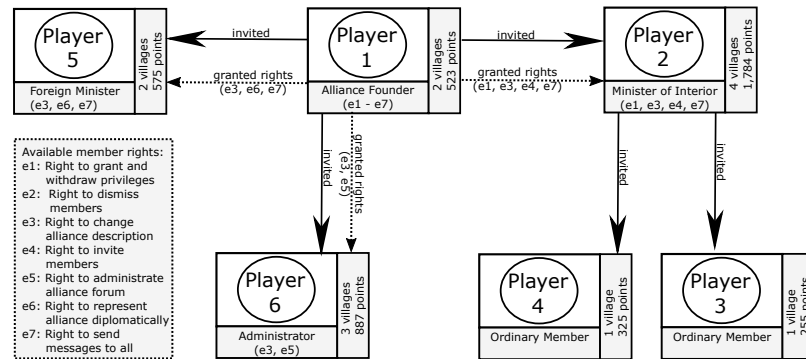 Player
5
Foreign Minister
(e3, e6, e7)
2 villages
575 points
invited
granted rights
(e3, e6, e7)
Player
1
Alliance Founder
(e1 - e7)
2 villages
523 points
invited
granted rights
(e1, e3, e4, e7)
Player
2
Minister of Interior
(e1, e3, e4, e7)
4 villages
1,784 points
Available member rights:
e1: Right to grant and
withdraw privileges
e2: Right to dismiss
members
e3: Right to change
alliance description
e4: Right to invite
members
e5: Right to administrate
alliance forum
e6: Right to represent
alliance diplomatically
e7: Right to send
messages to all
invited
granted rights
(e3, e5)
invited
invited
Player
6
Administrator
(e3, e5)
3 villages
887 points
Player
4
Ordinary Member
1 village
325 points
Player
3
Ordinary Member
1 village
255 points